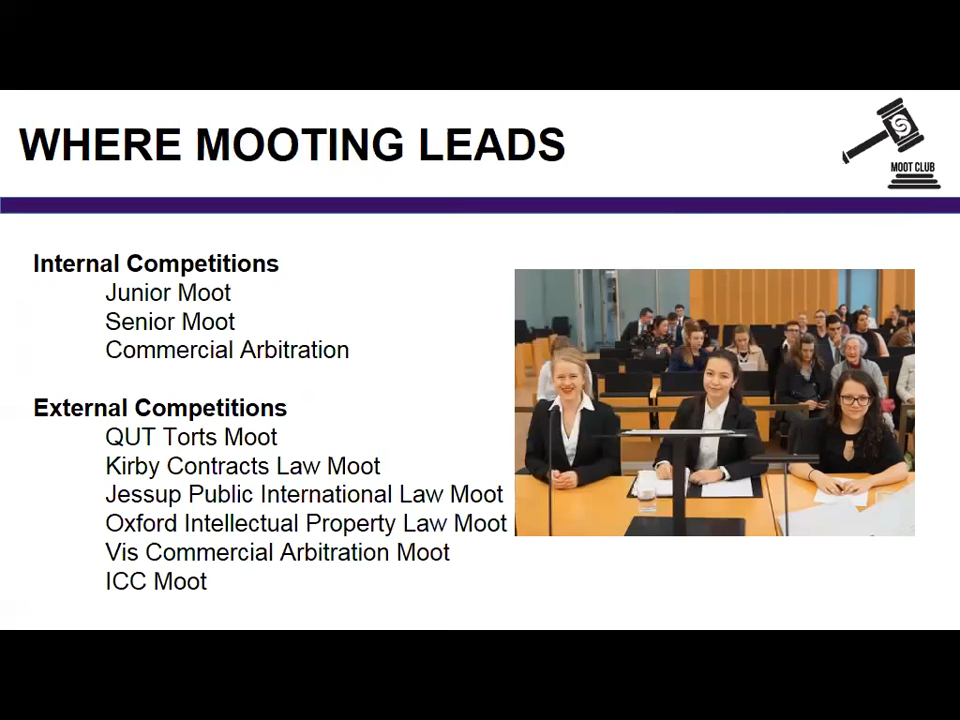 WHERE MOOTING LEADS
MOOT CLUB
Internal Competitions
Junior Moot
Senior Moot
Commercial Arbitration
External Competitions
QUT Torts Moot
Kirby Contracts Law Moot
Jessup Public International Law Moot
Oxford Intellectual Property Law Moot
Vis Commercial Arbitration Moot
ICC Moot